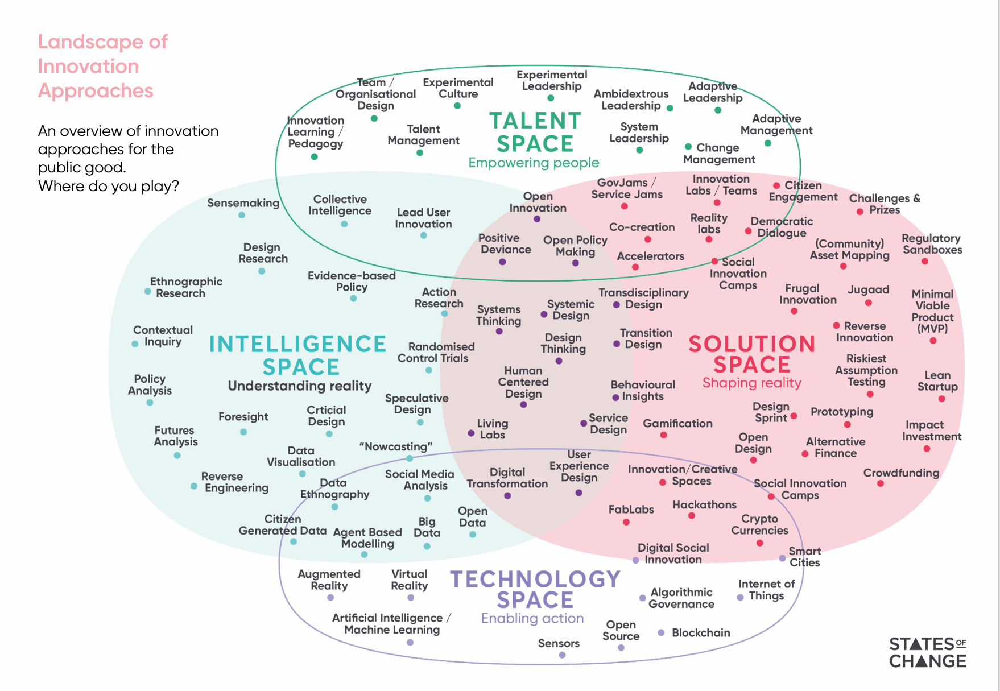 Landscape of
Innovation
Approaches
An overview of innovation
approaches for the
public good.
Where do you play?
Team /
Organisational
Design
Experimental
Culture
Experimental
Leadership
Ambidextrous
Leadership
Adaptive
Leadership
Innovation
Learning /
Pedagogy
Talent
Management
TALENT
SPACE
Empowering people
System
Leadership
Adaptive
Management
Change
Management
Sensemaking
Collective
Intelligence
Lead User
Innovation
Open
Innovation
GovJams /
Service Jams
Innovation
Labs / Teams
Citizen
Engagement
Challenges &
Prizes
Design
Research
Positive
Deviance
Open Policy
Making
Co-creation
Reality
labs
Democratic
Dialogue
(Community)
Asset Mapping
Regulatory
Sandboxes
Accelerators
Social
Innovation
Camps
Ethnographic
Research
Evidence-based
Policy
Action
Research
Systems
Thinking
Systemic
Design
Transdisciplinary
Design
Frugal
Innovation
Jugaad
Minimal
Viable
Product
(MVP)
Contextual
Inquiry
INTELLIGENCE
SPACE
Understanding reality
Randomised
Control Trials
Design
Thinking
Transition
Design
SOLUTION
SPACE
Shaping reality
Reverse
Innovation
Riskiest
Assumption
Testing
Lean
Startup
Policy
Analysis
Human
Centered
Design
Behavioural
Insights
Speculative
Design
Foresight
Crticial
Design
Living
Labs
Service
Design
Gamification
Design
Sprint
Prototyping
Impact
Investment
Futures
Analysis
"Nowcasting"
Open
Design
Alternative
Finance
Data
Visualisation
Reverse
Engineering
Data
Ethnography
Social Media
Analysis
Digital
Transformation
User
Experience
Design
Innovation/Creative
Spaces
Social Innovation
Camps
Crowdfunding
Citizen
Generated Data
Agent Based
Modelling
Big
Data
Open
Data
FabLabs
Hackathons
Crypto
Currencies
Digital Social
Innovation
Smart
Cities
Augmented
Reality
Virtual
Reality
TECHNOLOGY
SPACE
Enabling action
Algorithmic
Governance
Internet of
Things
Artificial Intelligence /
Machine Learning
Sensors
Open
Source
Blockchain
STATES OF
CHANGE